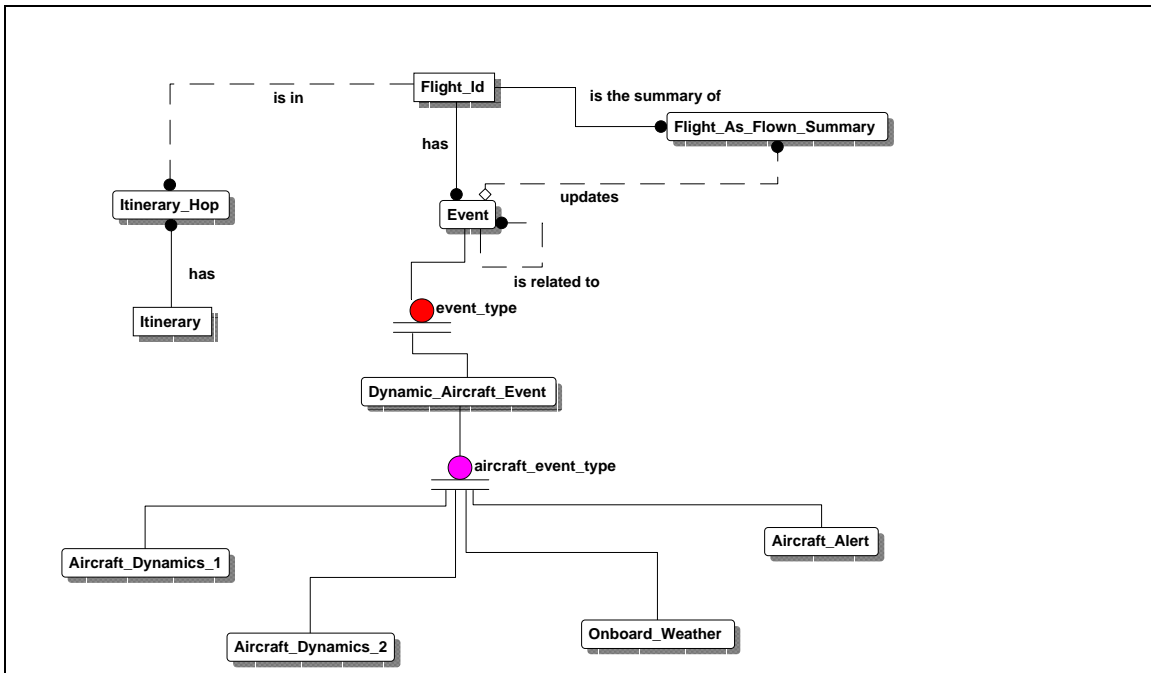 Flight_Id
is in
is the summary of
Flight_As_Flown_Summary
has
updates
Itinerary_Hop
Event
has
is related to
event_type
Itinerary
Dynamic_Aircraft_Event
aircraft_event_type
Aircraft_Alert
Aircraft_Dynamics_1
Onboard_Weather
Aircraft_Dynamics_2